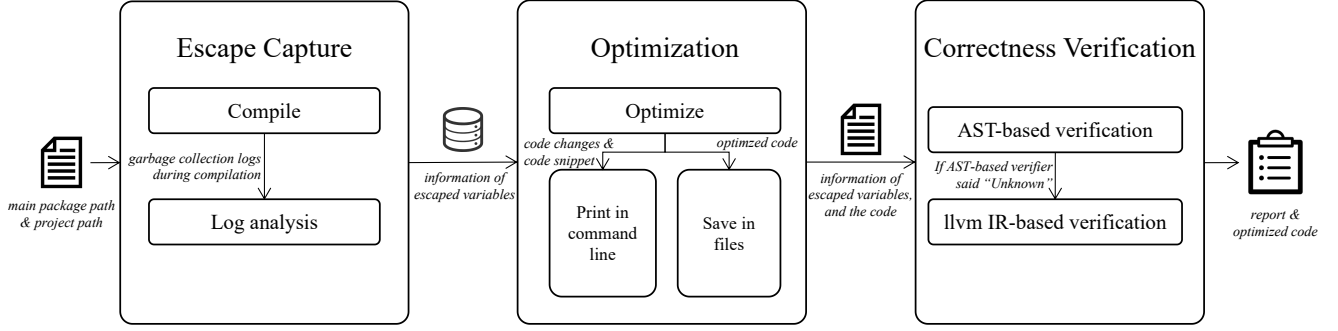 main package path
& project path
Escape Capture
Compile
garbage collection logs
during compilation
Log analysis
information of
escaped variables
Optimization
Optimize
code changes &
code snippet
optimzed code
Print in
command
line
Save in
files
information of
escaped variables,
and the code
Correctness Verification
AST-based verification
If AST-based verifier
said “Unknown”
llvm IR-based verification
report &
optimized code